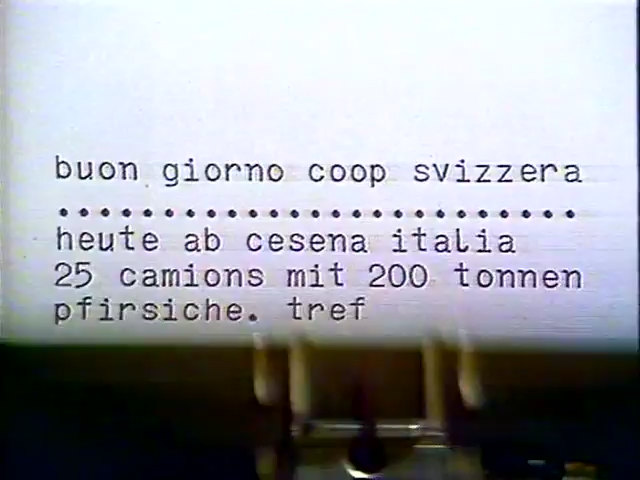 buon giorno coop svizzera
.........................
heute ab cesena italia
25 camions mit 200 tonnen
pfirsiche. tref